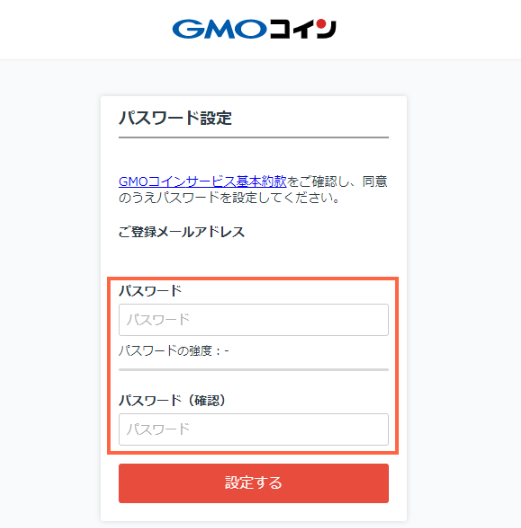 GMOコイン
パスワード設定
GMOコインサービス基本約款をご確認し、同意
のうえパスワードを設定してください。
ご登録メールアドレス
パスワード
パスワード
パスワードの強度：-
パスワード（確認）
パスワード
設定する